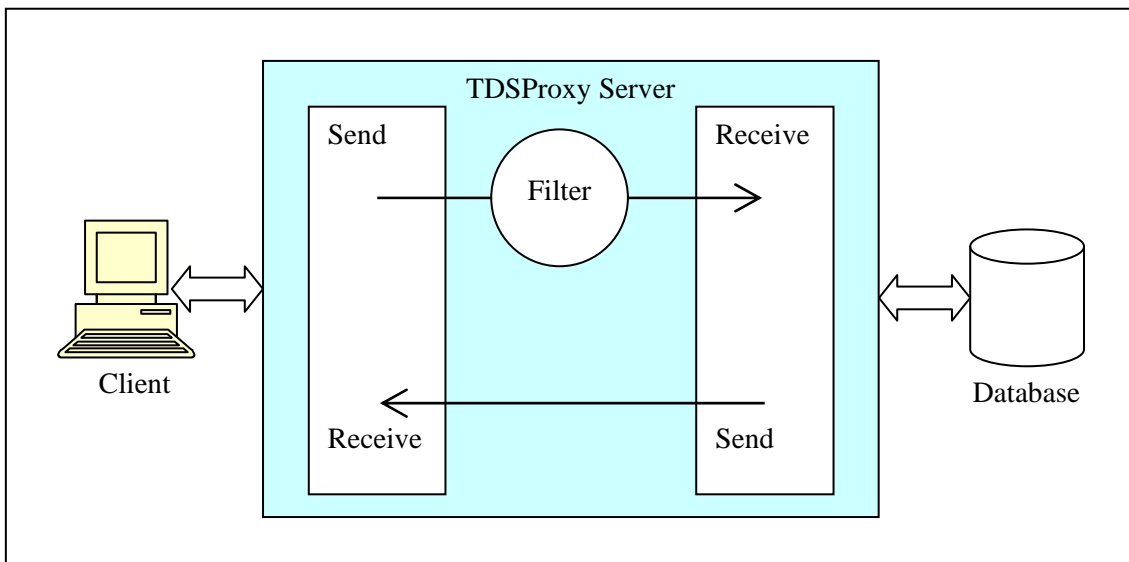 TDSProxy Server
Send
Receive
Filter
Client
Database
Receive
Send